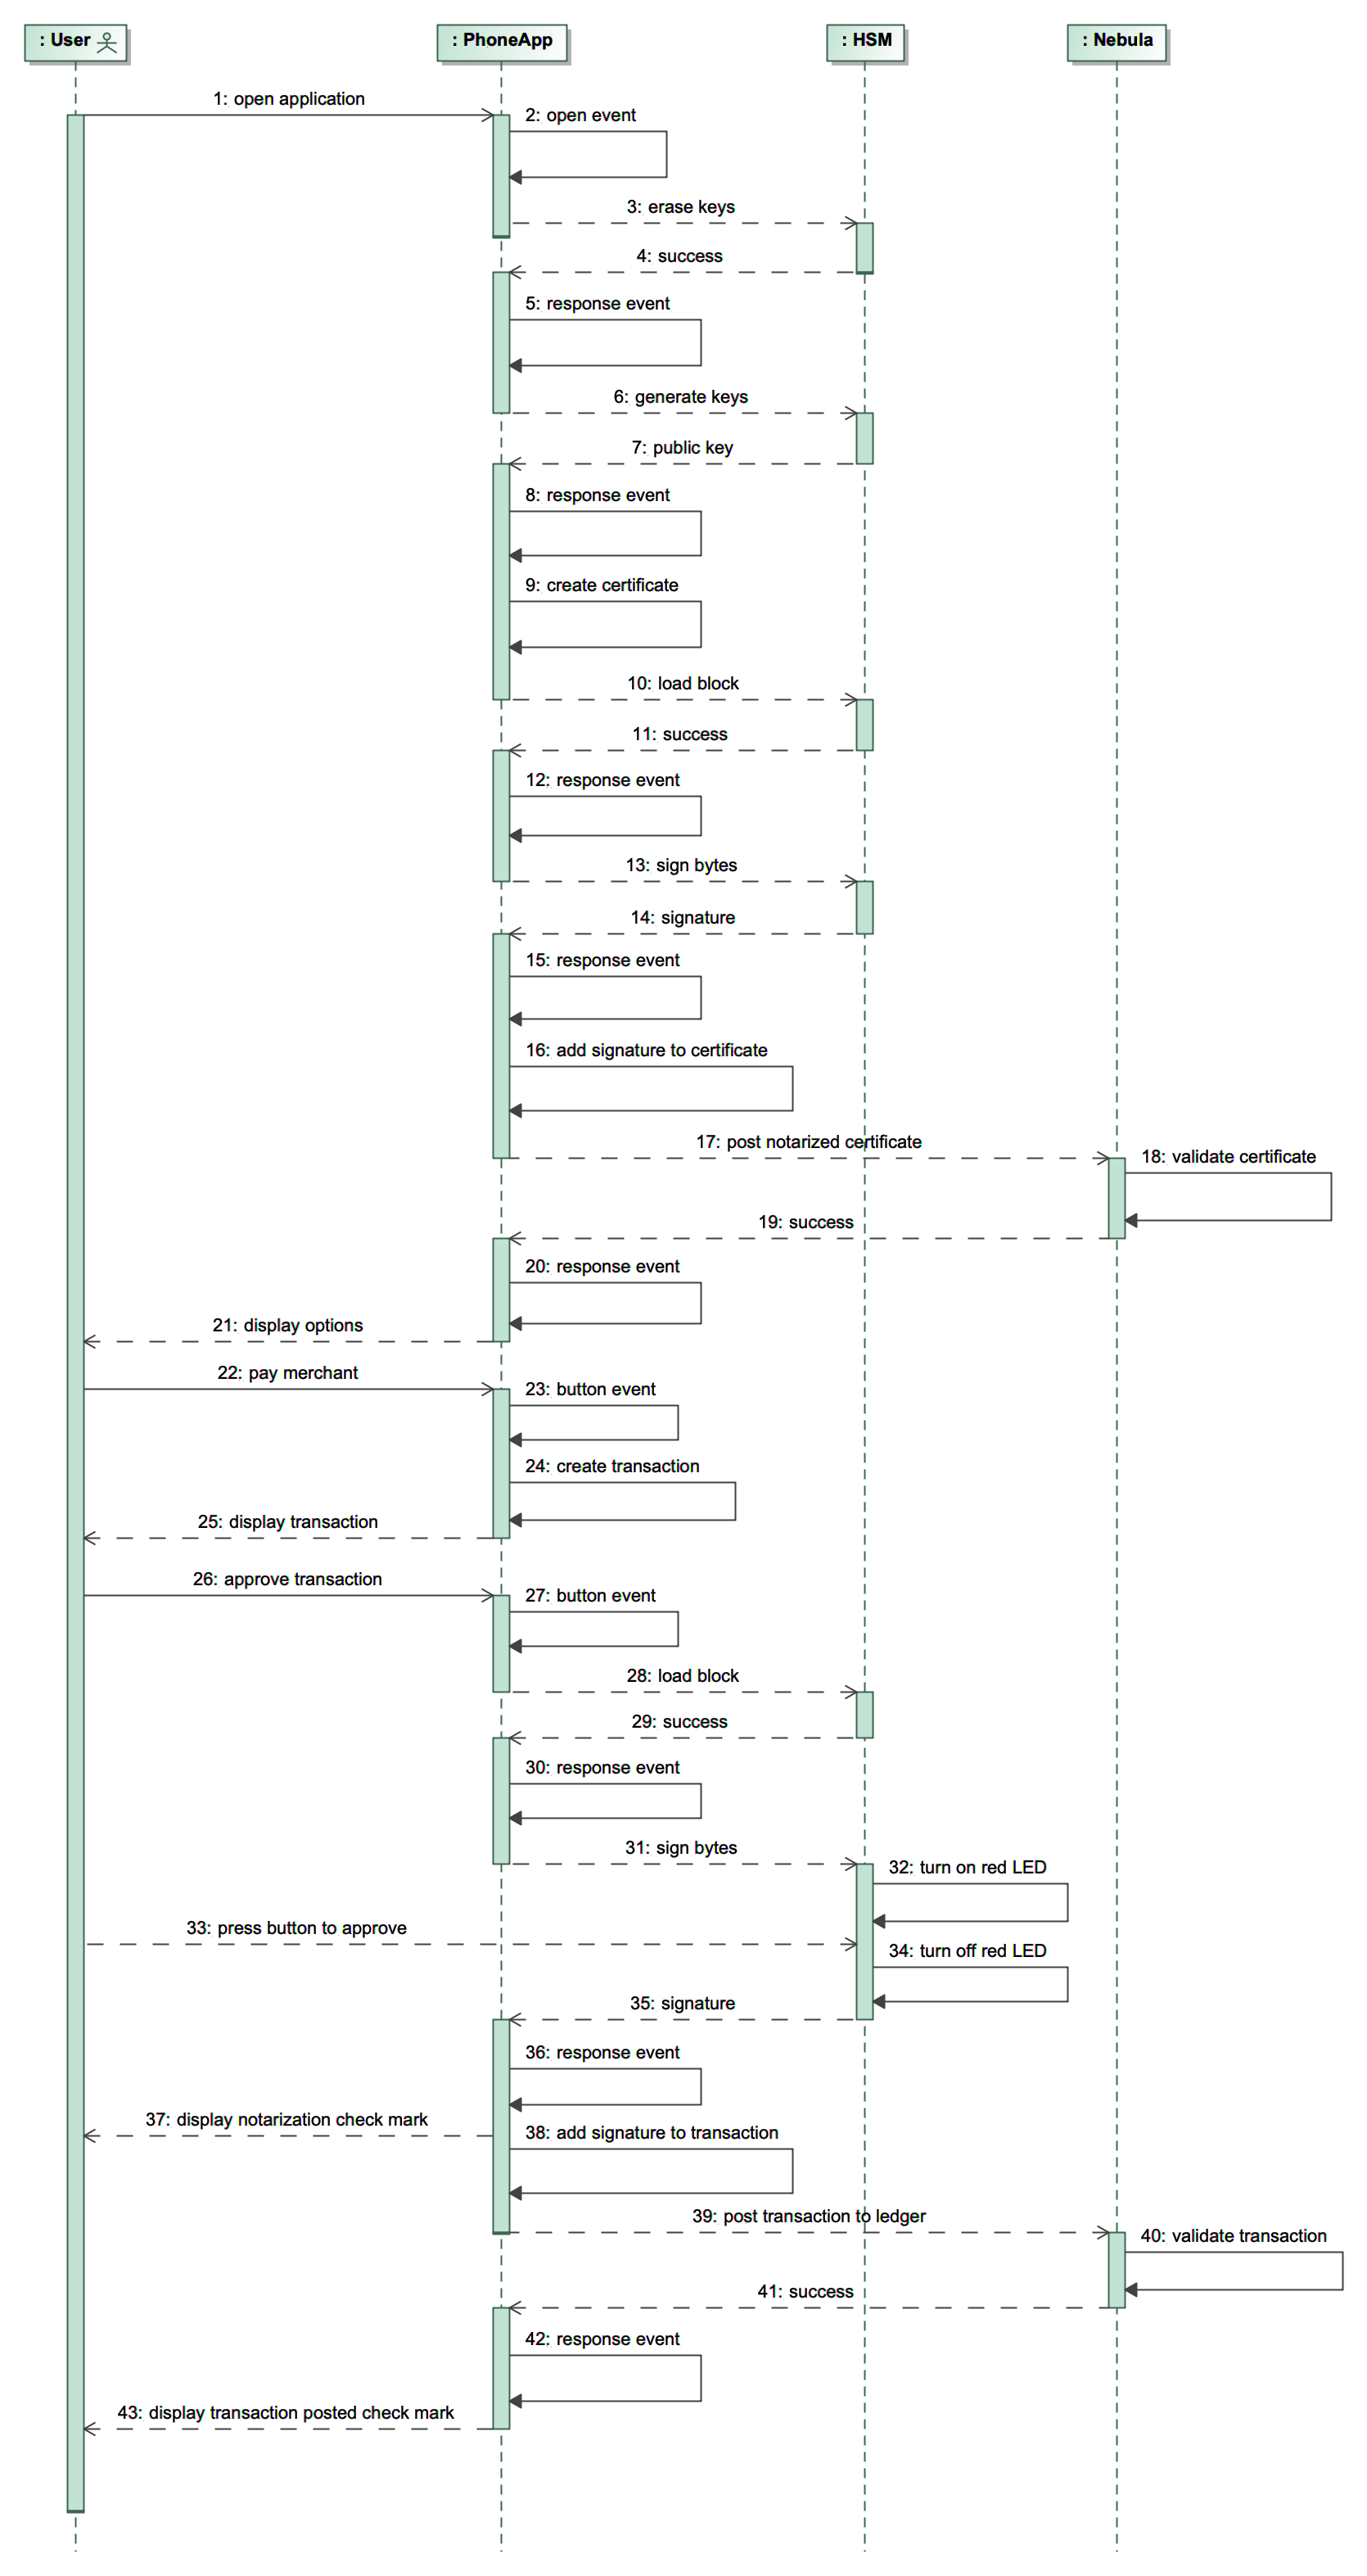 : User
: PhoneApp
: HSM
: Nebula
1: open application
2: open event
3: erase keys
4: success
5: response event
6: generate keys
7: public key
8: response event
9: create certificate
10: load block
11: success
12: response event
13: sign bytes
14: signature
15: response event
16: add signature to certificate
17: post notarized certificate
18: validate certificate
19: success
20: response event
21: display options
22: pay merchant
23: button event
24: create transaction
25: display transaction
26: approve transaction
27: button event
28: load block
29: success
30: response event
31: sign bytes
32: turn on red LED
33: press button to approve
34: turn off red LED
35: signature
36: response event
37: display notarization check mark
38: add signature to transaction
39: post transaction to ledger
40: validate transaction
41: success
42: response event
43: display transaction posted check mark